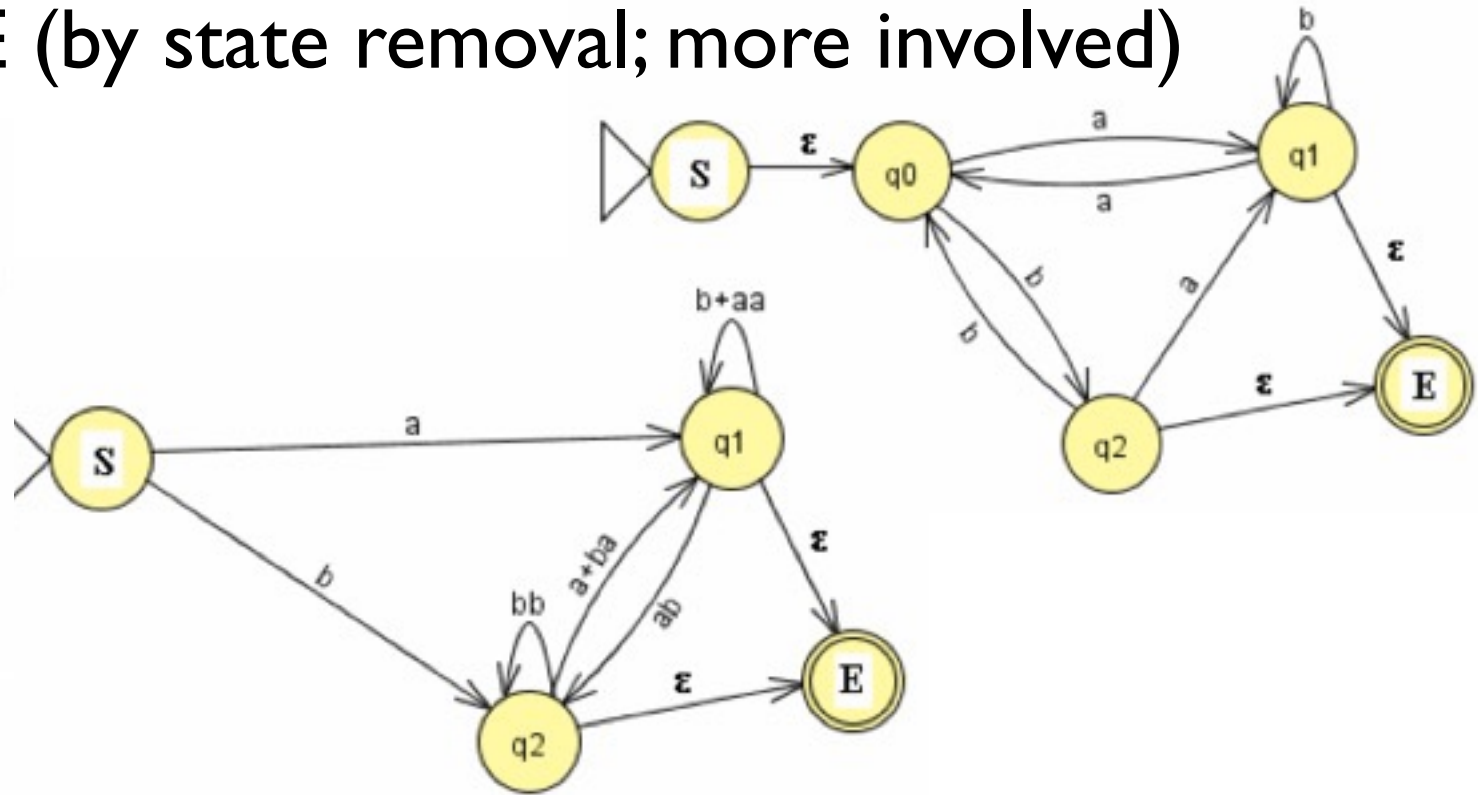 E (by state removal; more involved)
b
S
ε
q0
a
a
q1
b
b
a
ε
ε
E
q2
b+aa
S
a
q1
b
bb
a+ba
ab
ε
ε
E
q2